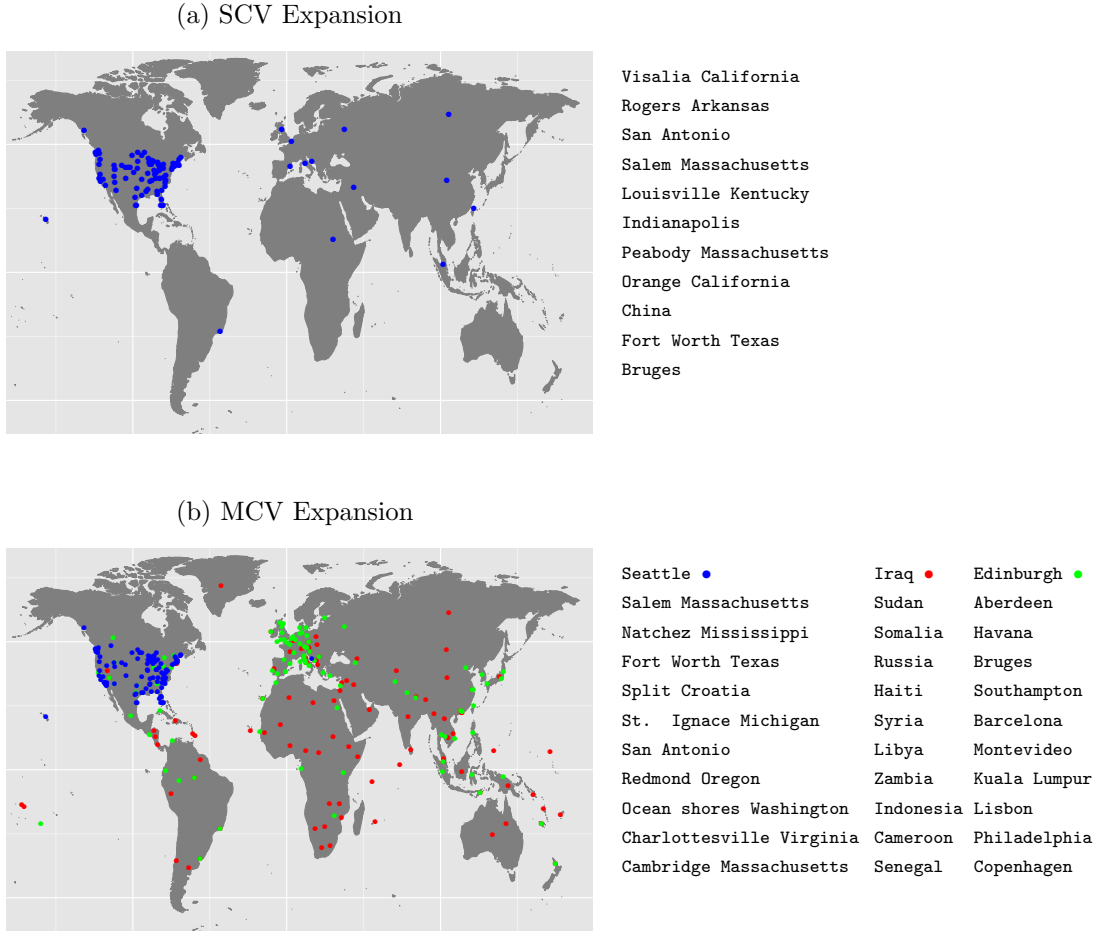 (a) SCV Expansion
Visalia California
Rogers Arkansas
San Antonio
Salem Massachusetts
Louisville Kentucky
Indianapolis
Peabody Massachusetts
Orange California
China
Fort Worth Texas
Bruges
(b) MCV Expansion
Seattle Iraq Edinburgh
Salem Massachusetts Sudan Aberdeen
Natchez Mississippi Somalia Havana
Fort Worth Texas Russia Bruges
Split Croatia Haiti Southampton
St. Ignace Michigan Syria Barcelona
San Antonio Libya Montevideo
Redmond Oregon Zambia Kuala Lumpur
Ocean shores Washington Indonesia Lisbon
Charlottesville Virginia Cameroon Philadelphia
Cambridge Massachusetts Senegal Copenhagen